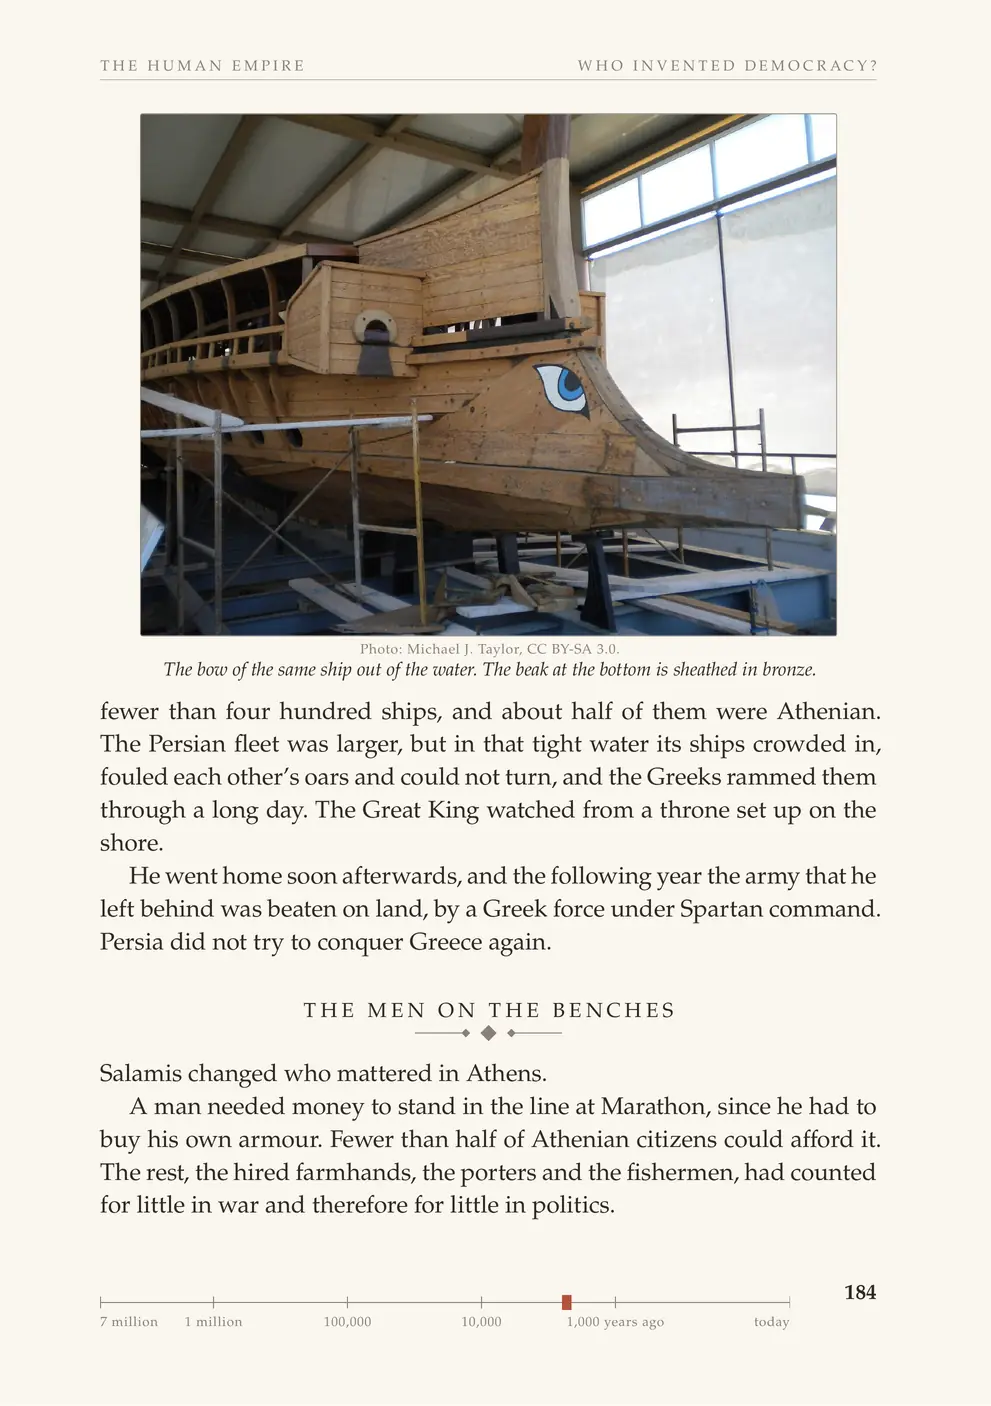 THE HUMAN EMPIRE
WHO INVENTED DEMOCRACY?
Photo: Michael J. Taylor, CC BY-SA 3.0.
The bow of the same ship out of the water. The beak at the bottom is sheathed in bronze.
fewer than four hundred ships, and about half of them were Athenian.
The Persian fleet was larger, but in that tight water its ships crowded in,
fouled each other’s oars and could not turn, and the Greeks rammed them
through a long day. The Great King watched from a throne set up on the
shore.
He went home soon afterwards, and the following year the army that he
left behind was beaten on land, by a Greek force under Spartan command.
Persia did not try to conquer Greece again.
THE MEN ON THE BENCHES
Salamis changed who mattered in Athens.
A man needed money to stand in the line at Marathon, since he had to
buy his own armour. Fewer than half of Athenian citizens could afford it.
The rest, the hired farmhands, the porters and the fishermen, had counted
for little in war and therefore for little in politics.
184
7 million 1 million 100,000 10,000 1,000 years ago today